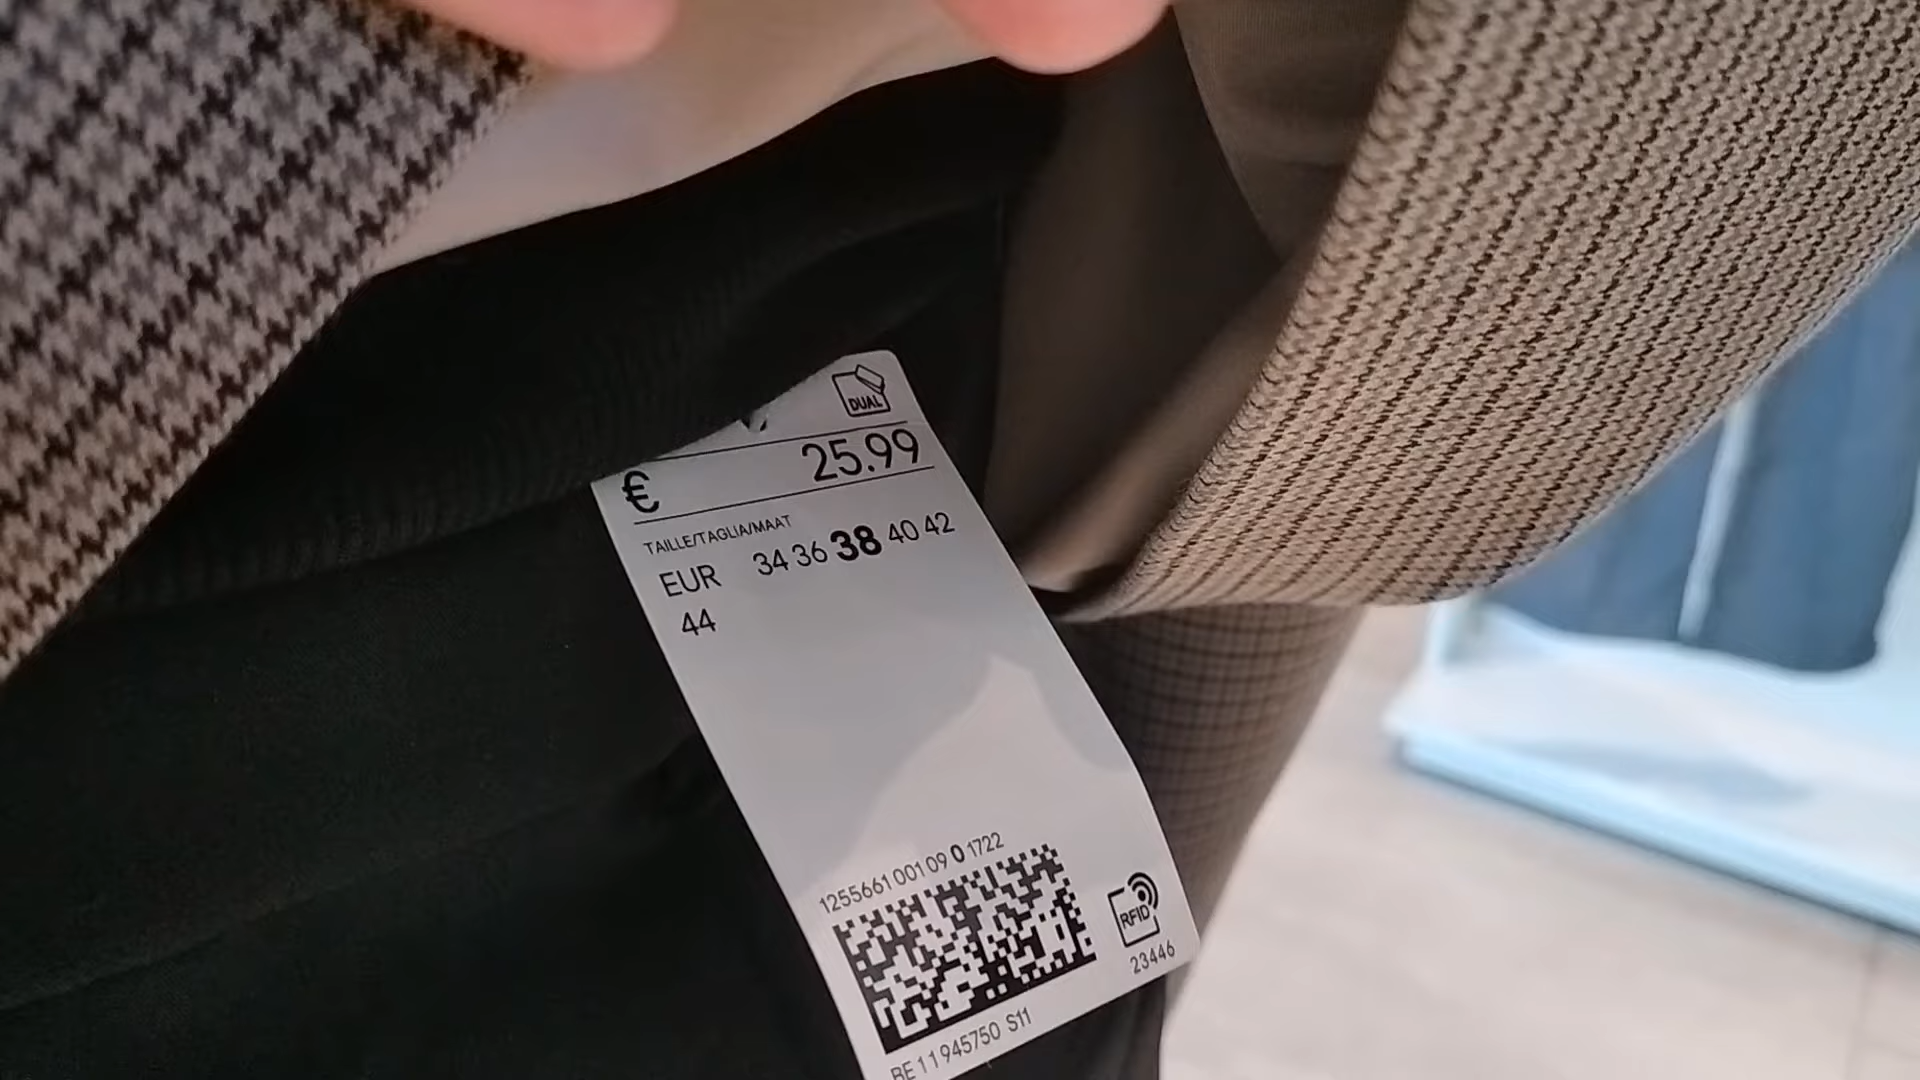 DUAL
€ 25.99
TAILLE/TAGLIA/MAAT
EUR 34 36 38 40 42
44
1255661 001 09 0 1722
RFID
23446
BE 11945750 S11